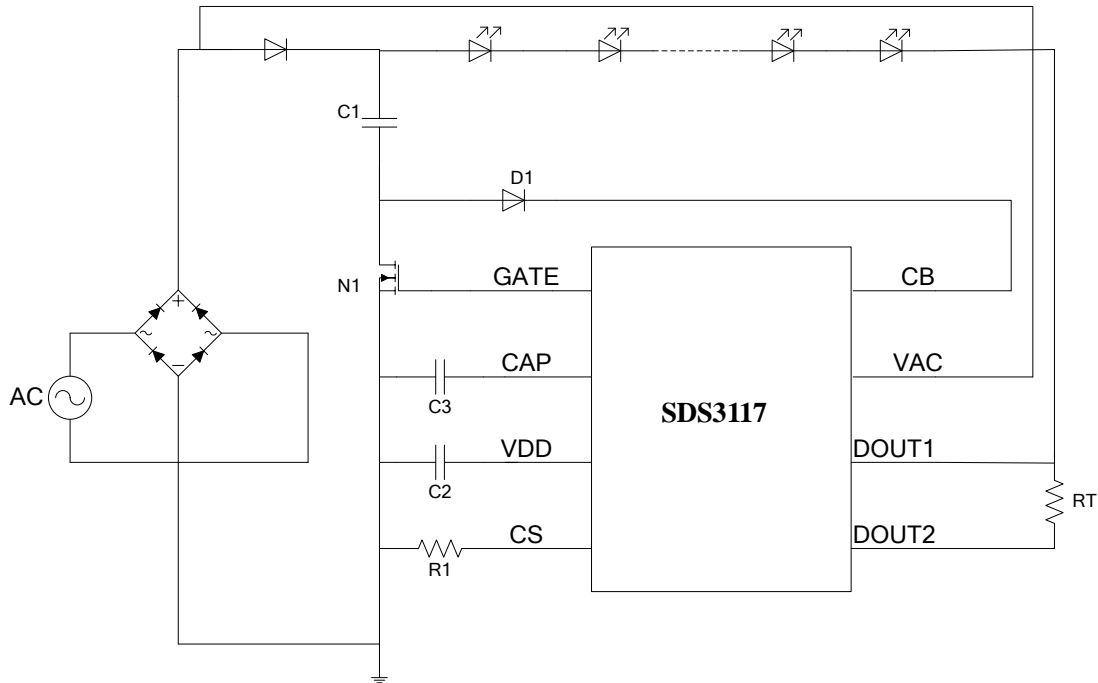 C1
D1
N1
GATE
CB
+
~
~
−
CAP
VAC
AC
C3
SDS3117
VDD
DOUT1
C2
RT
CS
DOUT2
R1